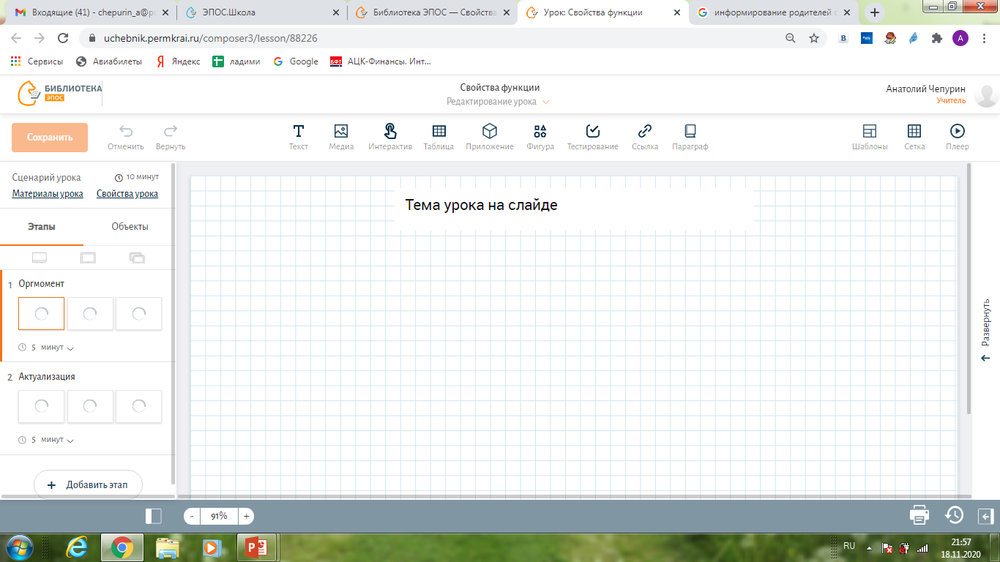 Входящие (41) - chepurin_a@p
ЭПОС.Школа
Библиотека ЭПОС — Свойства
Урок: Свойства функции
информирование родителей с
uchebnik.permkrai.ru/composer3/lesson/88226
A
Сервисы
Авиабилеты
Яндекс
ладими
Google
БФТ
АЦК-Финансы. Инт...
БИБЛИОТЕКА
ЭПОС
Свойства функции
Редактирование урока
Анатолий Чепурин
Учитель
Сохранить
Отменить
Вернуть
Текст
Медиа
Интерактив
Таблица
Приложение
Фигура
Тестирование
Ссылка
Параграф
Шаблоны
Сетка
Плеер
Сценарий урока
10 минут
Материалы урока
Свойства урока
Этапы
Объекты
1 Оргмомент
5 минут
2 Актуализация
5 минут
+ Добавить этап
Тема урока на слайде
Развернуть
- 91% +
RU
21:57
18.11.2020